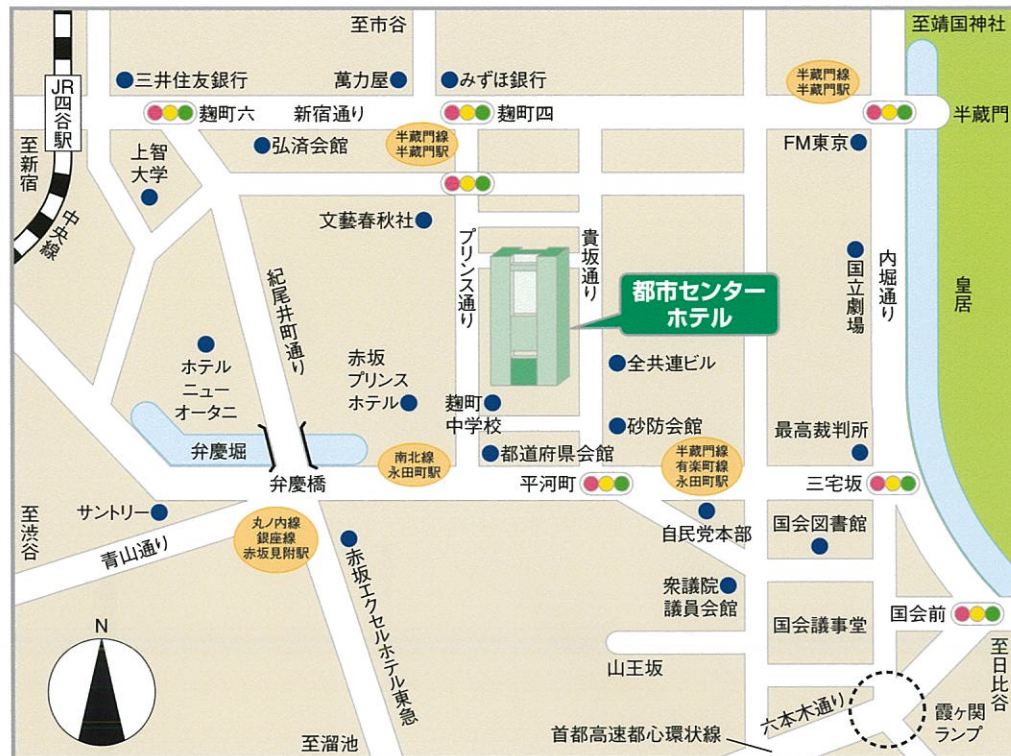 至市谷
至靖国神社
JR四谷駅
三井住友銀行
萬力屋
みずほ銀行
半蔵門線
半蔵門駅
麹町六
新宿通り
麹町四
半蔵門
至新宿
上智
大学
弘済会館
半蔵門線
半蔵門駅
FM東京
中央線
文藝春秋社
プリンス通り
貴坂通り
都市センター
ホテル
国立劇場
内堀通り
皇居
紀尾井町通り
ホテル
ニュー
オータニ
赤坂
プリンス
ホテル
麹町
中学校
全共連ビル
弁慶堀
砂防会館
最高裁判所
都道府県会館
南北線
永田町駅
半蔵門線
有楽町線
永田町駅
弁慶橋
平河町
三宅坂
至渋谷
サントリー
青山通り
丸ノ内線
銀座線
赤坂見附駅
自民党本部
国会図書館
赤坂エクセルホテル東急
衆議院
議員会館
国会議事堂
国会前
至日比谷
N
山王坂
六本木通り
霞ヶ関
ランプ
至溜池
首都高速都心環状線